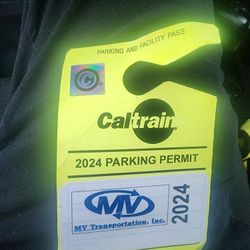 PARKING AND FACILITY PASS
Caltrain
2024 PARKING PERMIT
MV
MV Transportation, Inc.
2024